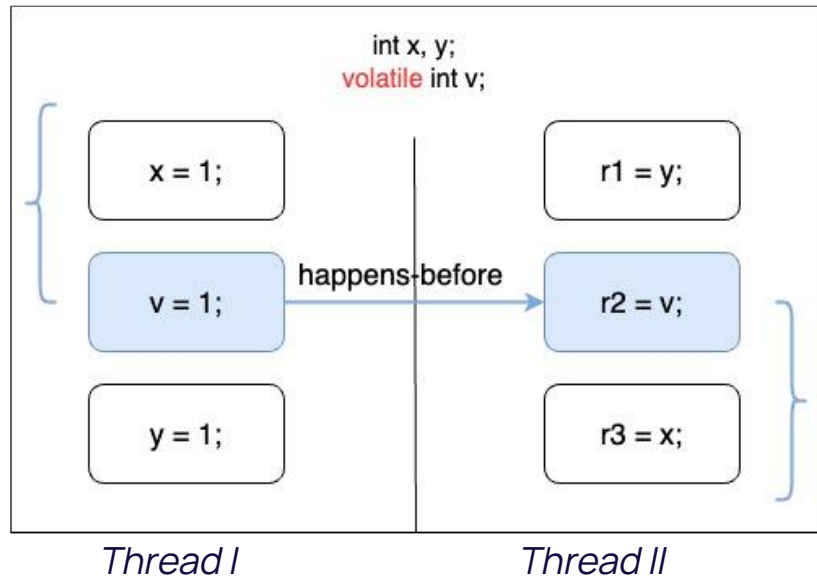 int x, y;
volatile int v;
x = 1;
r1 = y;
v = 1;
happens-before
r2 = v;
y = 1;
r3 = x;
Thread I
Thread II